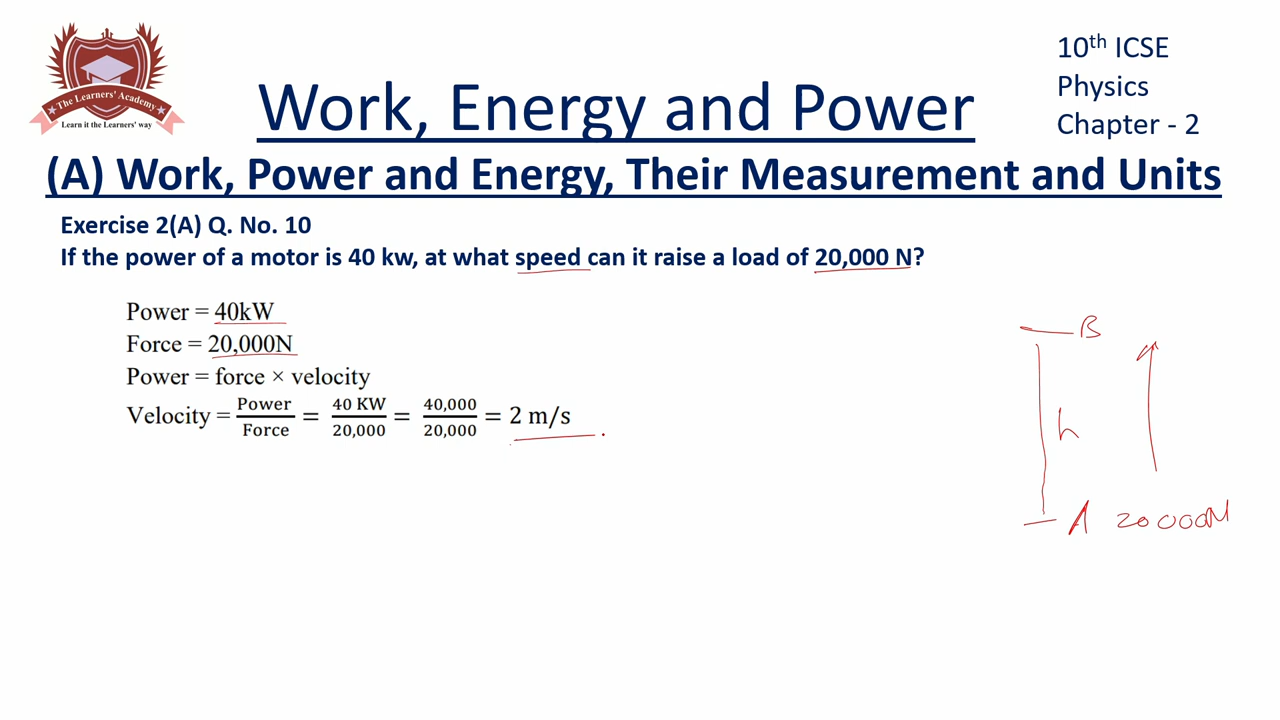 The Learners' Academy
Learn it the Learners' way
10th ICSE
Physics
Chapter - 2
Work, Energy and Power
(A) Work, Power and Energy, Their Measurement and Units
Exercise 2(A) Q. No. 10
If the power of a motor is 40 kw, at what speed can it raise a load of 20,000 N?
Power = 40kW
Force = 20,000N
Power = force × velocity
Velocity = Power/Force = 40 KW/20,000 = 40,000/20,000 = 2 m/s
B
h
A 20000N